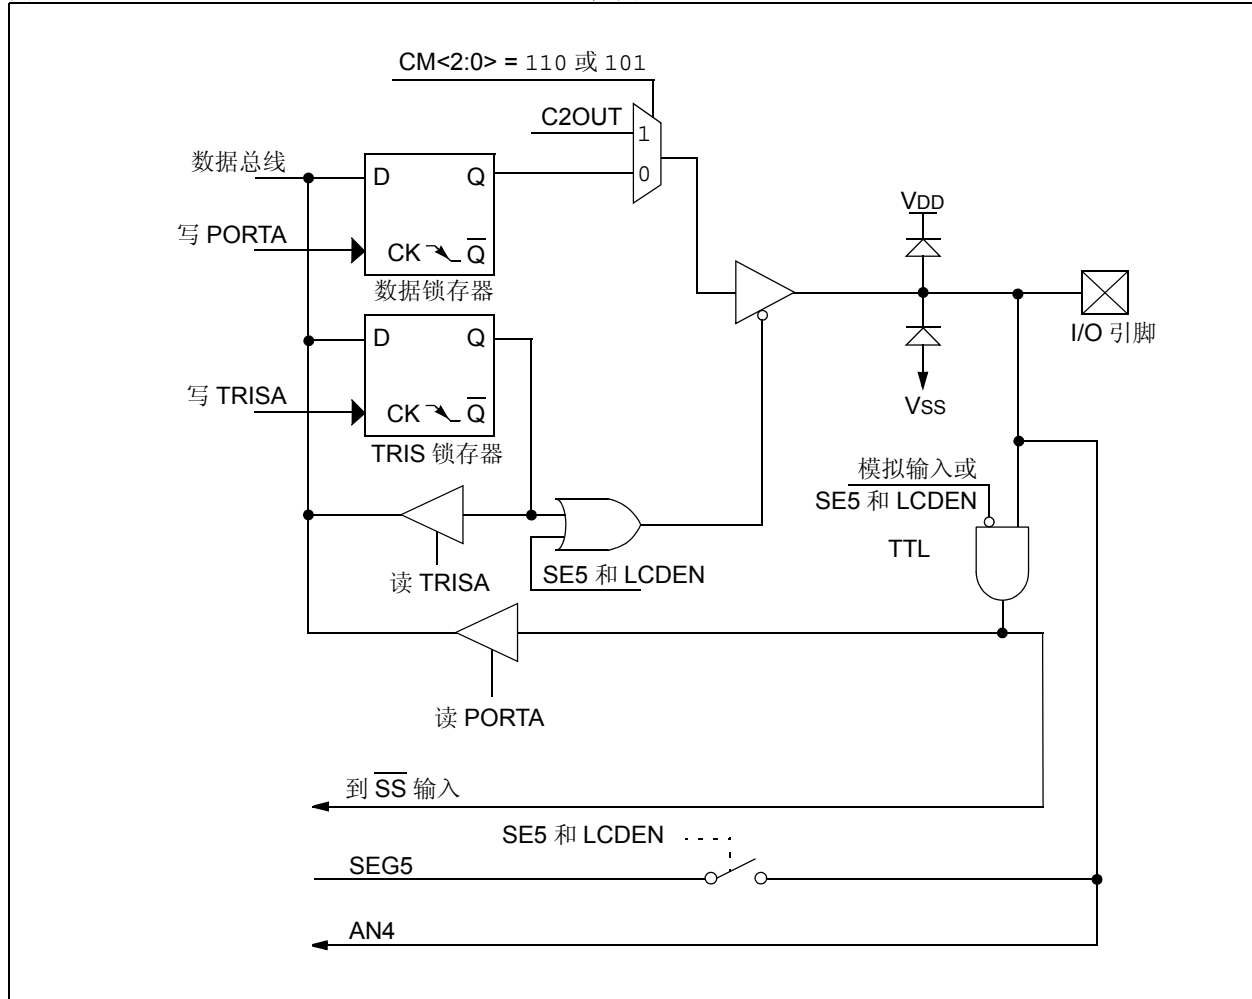 CM<2:0> = 110 或 101
C2OUT
1
0
数据总线
D Q
写 PORTA
CK Q̅
数据锁存器
VDD
I/O 引脚
VSS
D Q
写 TRISA
CK Q̅
TRIS 锁存器
模拟输入或
SE5 和 LCDEN
TTL
读 TRISA
SE5 和 LCDEN
读 PORTA
到 S̅S̅ 输入
SE5 和 LCDEN
SEG5
AN4